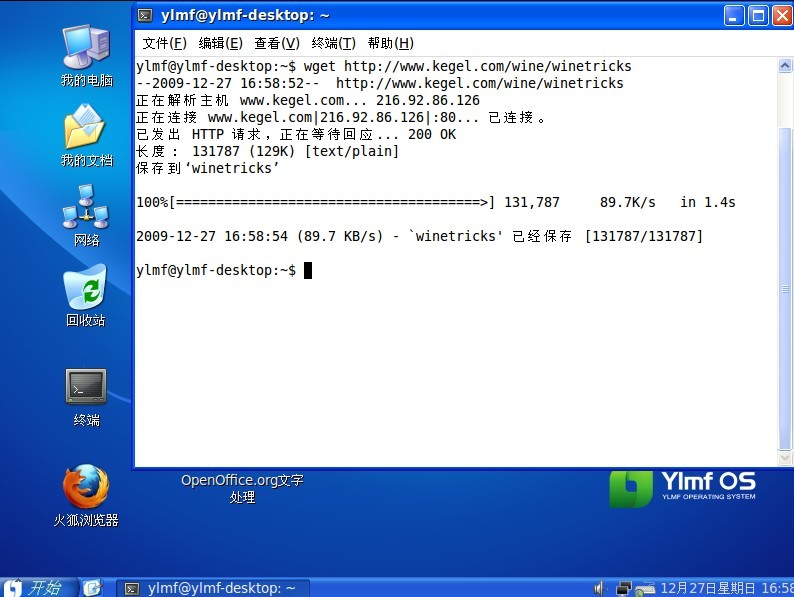 ylmf@ylmf-desktop: ~
文件(F) 编辑(E) 查看(V) 终端(T) 帮助(H)
ylmf@ylmf-desktop:~$ wget http://www.kegel.com/wine/winetricks
--2009-12-27 16:58:52--  http://www.kegel.com/wine/winetricks
正在解析主机 www.kegel.com... 216.92.86.126
正在连接 www.kegel.com|216.92.86.126|:80... 已连接。
已发出 HTTP 请求，正在等待回应... 200 OK
长度：131787 (129K) [text/plain]
保存到‘winetricks’
100%[======================================>] 131,787     89.7K/s   in 1.4s
2009-12-27 16:58:54 (89.7 KB/s) - `winetricks' 已经保存 [131787/131787]
ylmf@ylmf-desktop:~$
我的电脑
我的文档
网络
回收站
终端
火狐浏览器
OpenOffice.org文字
处理
Ylmf OS
YLMF OPERATING SYSTEM
开始
ylmf@ylmf-desktop: ~
12月27日星期日 16:58